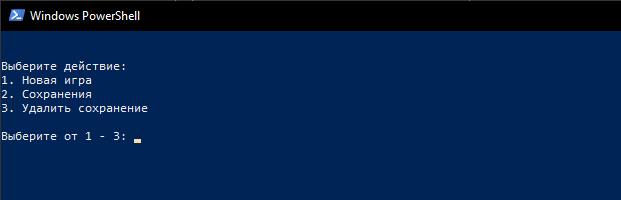 Windows PowerShell
Выберите действие:
1. Новая игра
2. Сохранения
3. Удалить сохранение
Выберите от 1 - 3: